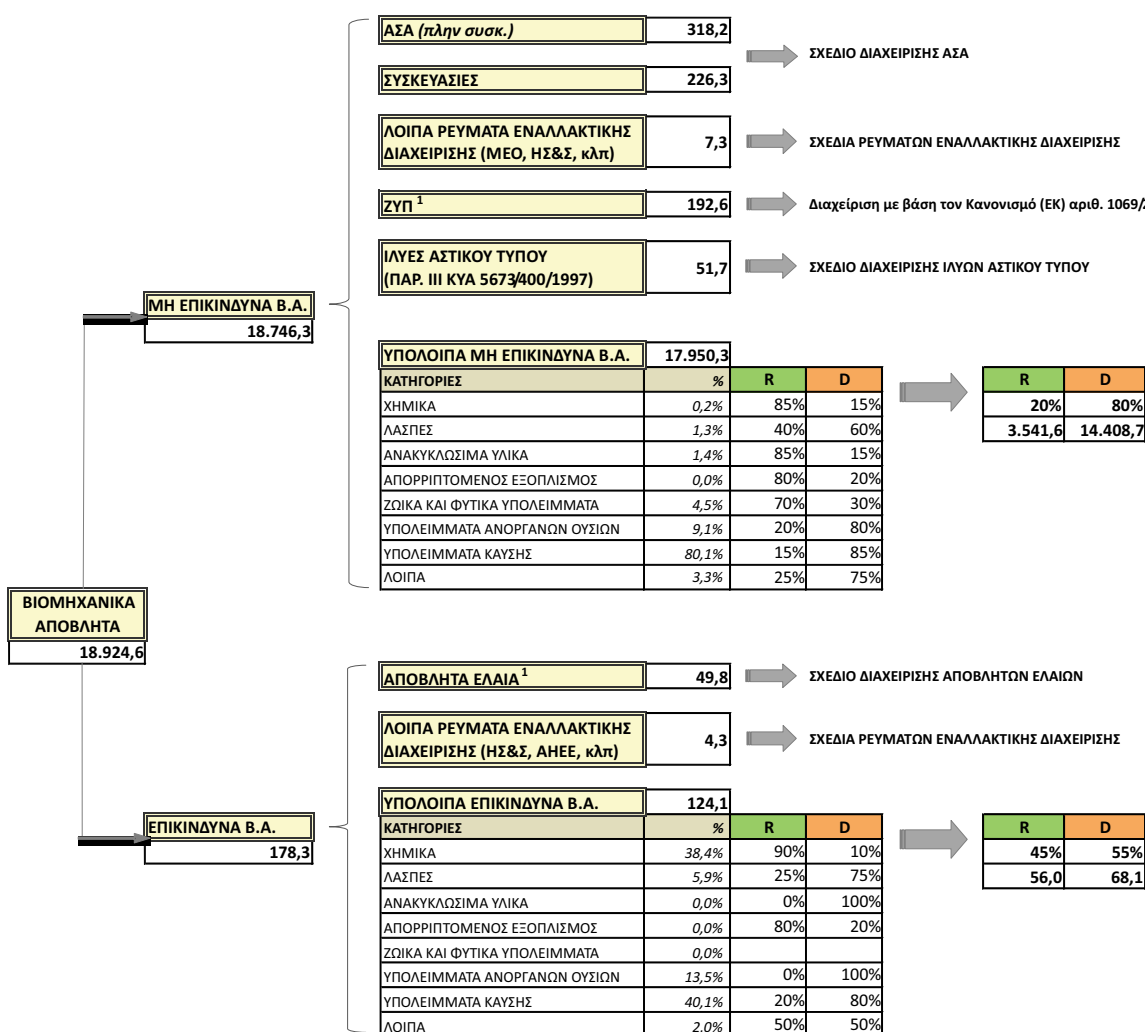 ΑΣΑ (πλην συσκ.) 318,2
ΣΧΕΔΙΟ ΔΙΑΧΕΙΡΙΣΗΣ ΑΣΑ
ΣΥΣΚΕΥΑΣΙΕΣ 226,3
ΛΟΙΠΑ ΡΕΥΜΑΤΑ ΕΝΑΛΛΑΚΤΙΚΗΣ
ΔΙΑΧΕΙΡΙΣΗΣ (ΜΕΟ, ΗΣ&Σ, κλπ) 7,3 ΣΧΕΔΙΑ ΡΕΥΜΑΤΩΝ ΕΝΑΛΛΑΚΤΙΚΗΣ ΔΙΑΧΕΙΡΙΣΗΣ
ΖΥΠ 1 192,6 Διαχείριση με βάση τον Κανονισμό (ΕΚ) αριθ. 1069/
ΙΛΥΕΣ ΑΣΤΙΚΟΥ ΤΥΠΟΥ
(ΠΑΡ. ΙΙΙ ΚΥΑ 5673/400/1997) 51,7 ΣΧΕΔΙΟ ΔΙΑΧΕΙΡΙΣΗΣ ΙΛΥΩΝ ΑΣΤΙΚΟΥ ΤΥΠΟΥ
ΜΗ ΕΠΙΚΙΝΔΥΝΑ Β.Α.
18.746,3
ΥΠΟΛΟΙΠΑ ΜΗ ΕΠΙΚΙΝΔΥΝΑ Β.Α. 17.950,3
ΚΑΤΗΓΟΡΙΕΣ % R D
ΧΗΜΙΚΑ 0,2% 85% 15%
ΛΑΣΠΕΣ 1,3% 40% 60%
ΑΝΑΚΥΚΛΩΣΙΜΑ ΥΛΙΚΑ 1,4% 85% 15%
ΑΠΟΡΡΙΠΤΟΜΕΝΟΣ ΕΞΟΠΛΙΣΜΟΣ 0,0% 80% 20%
ΖΩΙΚΑ ΚΑΙ ΦΥΤΙΚΑ ΥΠΟΛΕΙΜΜΑΤΑ 4,5% 70% 30%
ΥΠΟΛΕΙΜΜΑΤΑ ΑΝΟΡΓΑΝΩΝ ΟΥΣΙΩΝ 9,1% 20% 80%
ΥΠΟΛΕΙΜΜΑΤΑ ΚΑΥΣΗΣ 80,1% 15% 85%
ΛΟΙΠΑ 3,3% 25% 75%
R D
20% 80%
3.541,6 14.408,7
ΒΙΟΜΗΧΑΝΙΚΑ
ΑΠΟΒΛΗΤΑ
18.924,6
ΑΠΟΒΛΗΤΑ ΕΛΑΙΑ 1 49,8 ΣΧΕΔΙΟ ΔΙΑΧΕΙΡΙΣΗΣ ΑΠΟΒΛΗΤΩΝ ΕΛΑΙΩΝ
ΛΟΙΠΑ ΡΕΥΜΑΤΑ ΕΝΑΛΛΑΚΤΙΚΗΣ
ΔΙΑΧΕΙΡΙΣΗΣ (ΗΣ&Σ, ΑΗΕΕ, κλπ) 4,3 ΣΧΕΔΙΑ ΡΕΥΜΑΤΩΝ ΕΝΑΛΛΑΚΤΙΚΗΣ ΔΙΑΧΕΙΡΙΣΗΣ
ΕΠΙΚΙΝΔΥΝΑ Β.Α.
178,3
ΥΠΟΛΟΙΠΑ ΕΠΙΚΙΝΔΥΝΑ Β.Α. 124,1
ΚΑΤΗΓΟΡΙΕΣ % R D
ΧΗΜΙΚΑ 38,4% 90% 10%
ΛΑΣΠΕΣ 5,9% 25% 75%
ΑΝΑΚΥΚΛΩΣΙΜΑ ΥΛΙΚΑ 0,0% 0% 100%
ΑΠΟΡΡΙΠΤΟΜΕΝΟΣ ΕΞΟΠΛΙΣΜΟΣ 0,0% 80% 20%
ΖΩΙΚΑ ΚΑΙ ΦΥΤΙΚΑ ΥΠΟΛΕΙΜΜΑΤΑ 0,0%
ΥΠΟΛΕΙΜΜΑΤΑ ΑΝΟΡΓΑΝΩΝ ΟΥΣΙΩΝ 13,5% 0% 100%
ΥΠΟΛΕΙΜΜΑΤΑ ΚΑΥΣΗΣ 40,1% 20% 80%
ΛΟΙΠΑ 2,0% 50% 50%
R D
45% 55%
56,0 68,1